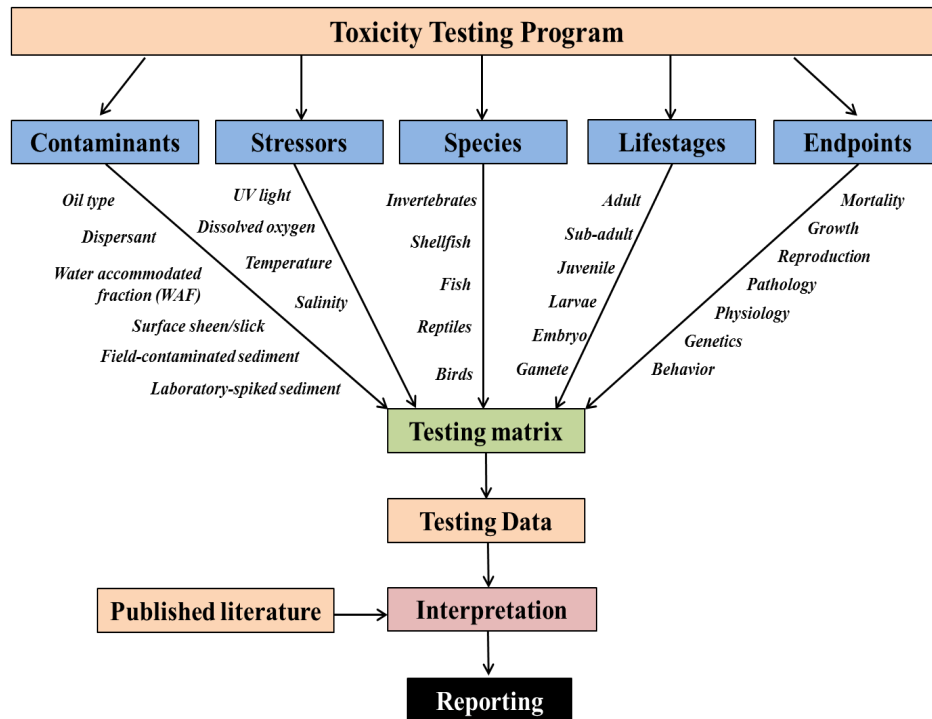 Toxicity Testing Program
Contaminants
Stressors
Species
Lifestages
Endpoints
Oil type
Dispersant
Water accommodated
fraction (WAF)
Surface sheen/slick
Field-contaminated sediment
Laboratory-spiked sediment
UV light
Dissolved oxygen
Temperature
Salinity
Invertebrates
Shellfish
Fish
Reptiles
Birds
Adult
Sub-adult
Juvenile
Larvae
Embryo
Gamete
Mortality
Growth
Reproduction
Pathology
Physiology
Genetics
Behavior
Testing matrix
Testing Data
Published literature
Interpretation
Reporting